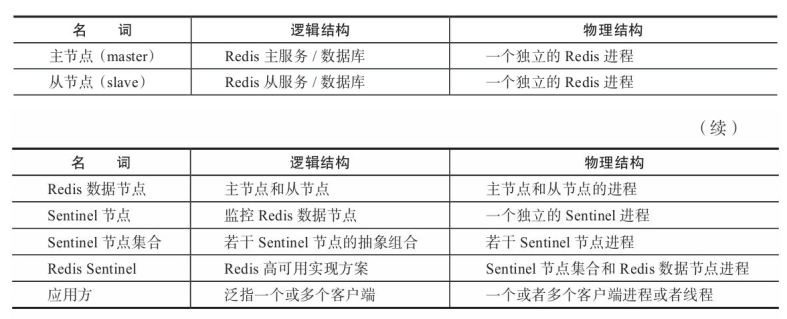 名 词 逻辑结构 物理结构
主节点（master） Redis 主服务 / 数据库 一个独立的 Redis 进程
从节点（slave） Redis 从服务 / 数据库 一个独立的 Redis 进程
（续）
名 词 逻辑结构 物理结构
Redis 数据节点 主节点和从节点 主节点和从节点的进程
Sentinel 节点 监控 Redis 数据节点 一个独立的 Sentinel 进程
Sentinel 节点集合 若干 Sentinel 节点的抽象组合 若干 Sentinel 节点进程
Redis Sentinel Redis 高可用实现方案 Sentinel 节点集合和 Redis 数据节点进程
应用方 泛指一个或多个客户端 一个或者多个客户端进程或者线程